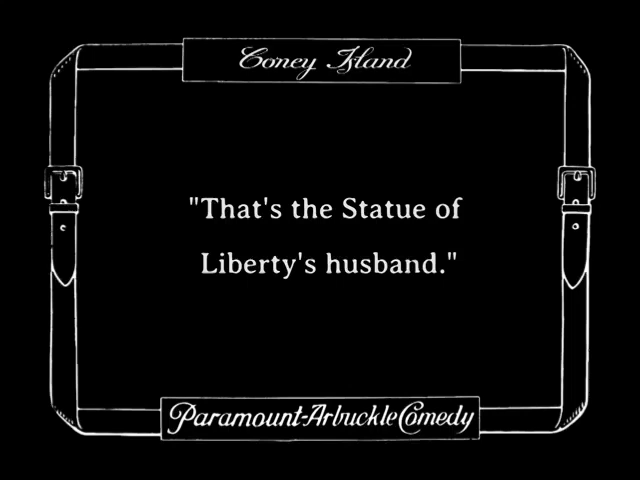 Coney Island
"That's the Statue of
Liberty's husband."
Paramount-Arbuckle Comedy